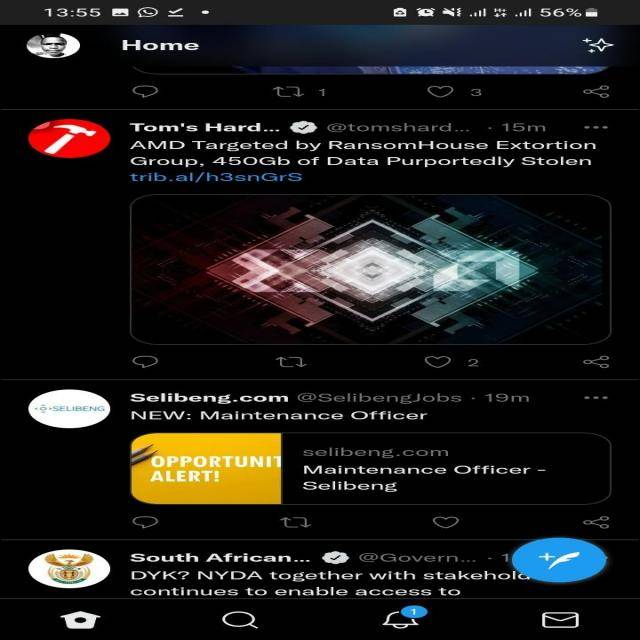 13:55
56%
Home
1
3
Tom's Hard... @tomshard... · 15m
AMD Targeted by RansomHouse Extortion
Group, 450Gb of Data Purportedly Stolen
trib.al/h3snGrS
2
Selibeng.com @SelibengJobs · 19m
SELIBENG
NEW: Maintenance Officer
OPPORTUNIT
ALERT!
selibeng.com
Maintenance Officer -
Selibeng
South African... @Govern... · 1
DYK? NYDA together with stakehold
continues to enable access to
1